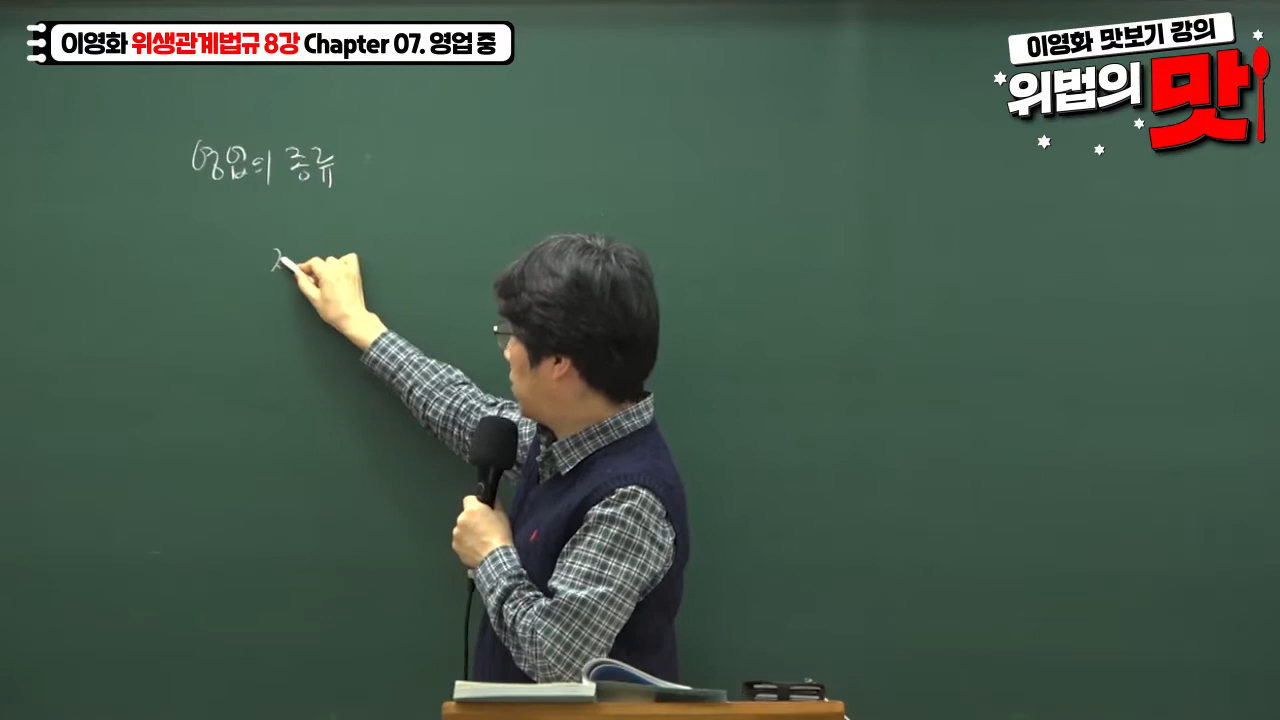 이영화 위생관계법규 8강 Chapter 07. 영업 중
이영화 맛보기 강의
위법의 맛
영업의 종류